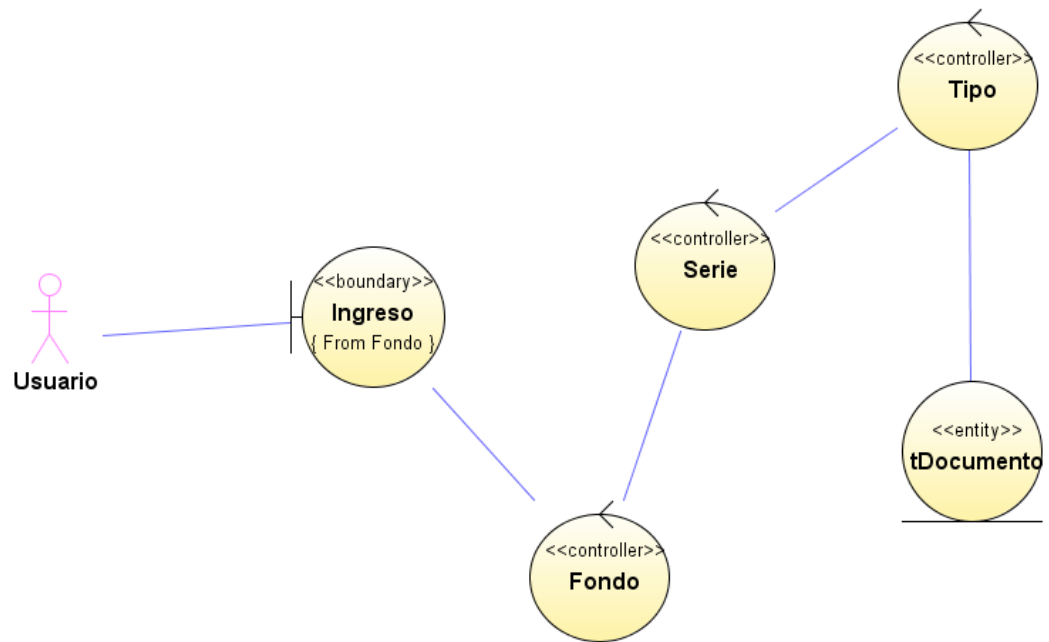 Usuario
<<boundary>>
Ingreso
{ From Fondo }
<<controller>>
Fondo
<<controller>>
Serie
<<controller>>
Tipo
<<entity>>
tDocumento